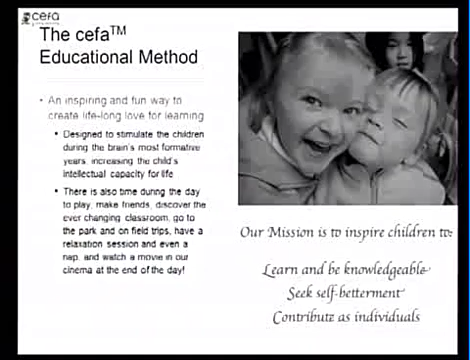 cefa
The cefa™
Educational Method
• An inspiring and fun way to
create life-long love for learning
• Designed to stimulate the children
during the brain's most formative
years, increasing the child's
intellectual capacity for life
• There is also time during the day
to play, make friends, discover the
ever changing classroom, go to
the park and on field trips, have a
relaxation session and even a
nap, and watch a movie in our
cinema at the end of the day!
Our Mission is to inspire children to:
Learn and be knowledgeable
Seek self-betterment
Contribute as individuals